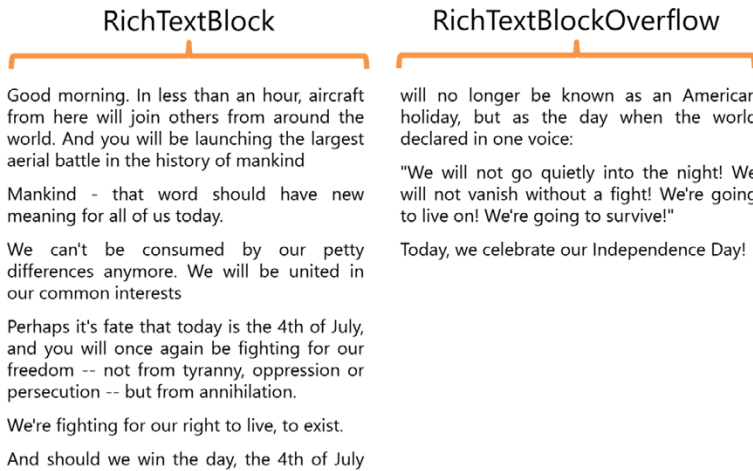 RichTextBlock
Good morning. In less than an hour, aircraft
from here will join others from around the
world. And you will be launching the largest
aerial battle in the history of mankind
Mankind - that word should have new
meaning for all of us today.
We can't be consumed by our petty
differences anymore. We will be united in
our common interests
Perhaps it's fate that today is the 4th of July,
and you will once again be fighting for our
freedom -- not from tyranny, oppression or
persecution -- but from annihilation.
We're fighting for our right to live, to exist.
And should we win the day, the 4th of July
RichTextBlockOverflow
will no longer be known as an American
holiday, but as the day when the world
declared in one voice:
"We will not go quietly into the night! We
will not vanish without a fight! We're going
to live on! We're going to survive!"
Today, we celebrate our Independence Day!